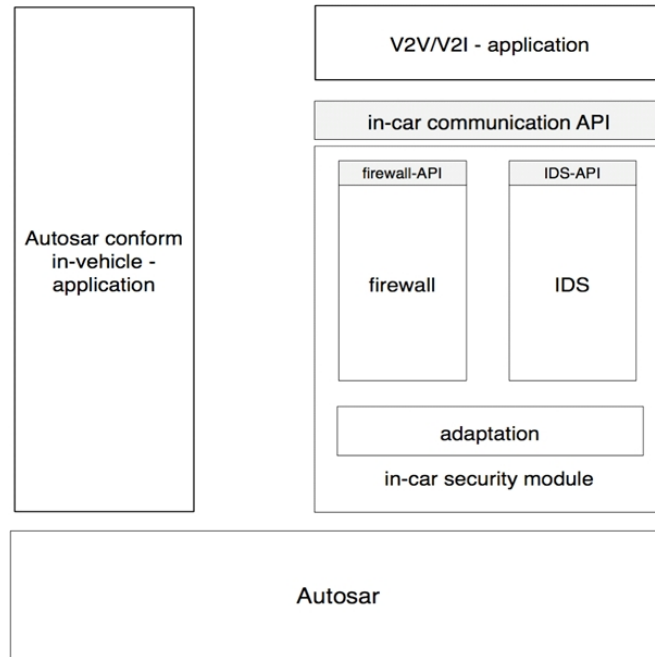 V2V/V2I - application
in-car communication API
firewall-API
IDS-API
Autosar conform
in-vehicle -
application
firewall
IDS
adaptation
in-car security module
Autosar